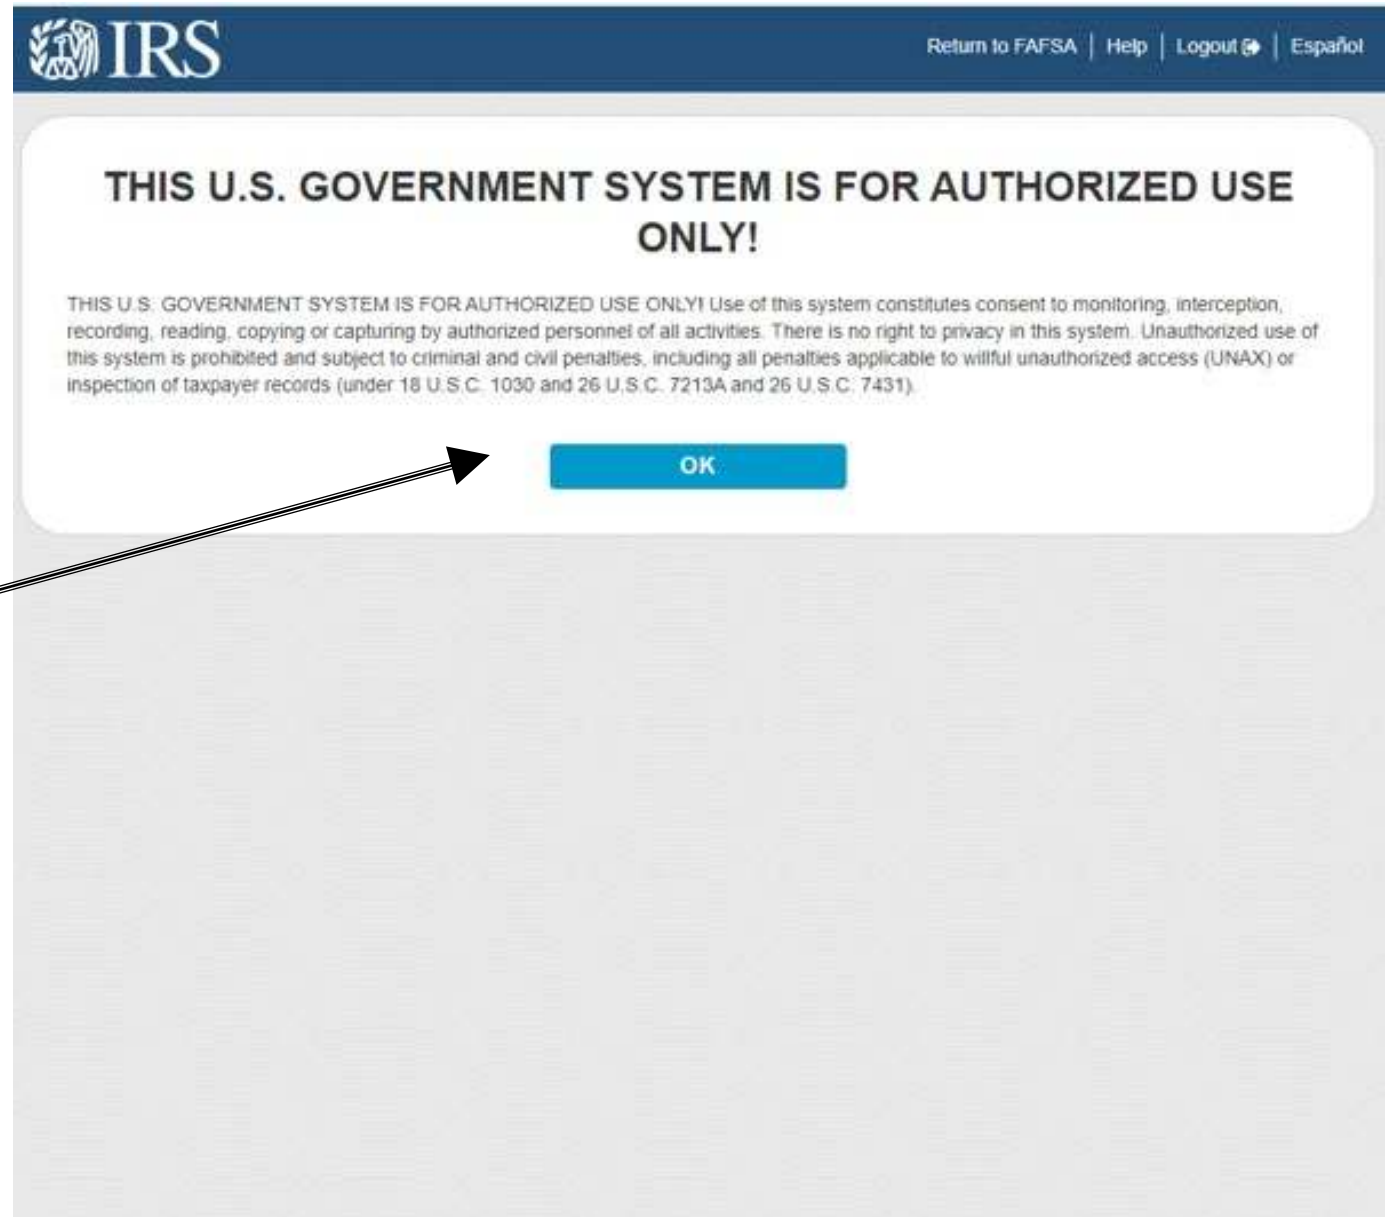 IRS
Return to FAFSA | Help | Logout | Español
THIS U.S. GOVERNMENT SYSTEM IS FOR AUTHORIZED USE
ONLY!
THIS U.S. GOVERNMENT SYSTEM IS FOR AUTHORIZED USE ONLY! Use of this system constitutes consent to monitoring, interception,
recording, reading, copying or capturing by authorized personnel of all activities. There is no right to privacy in this system. Unauthorized use of
this system is prohibited and subject to criminal and civil penalties, including all penalties applicable to willful unauthorized access (UNAX) or
inspection of taxpayer records (under 18 U.S.C. 1030 and 26 U.S.C. 7213A and 26 U.S.C. 7431).
OK